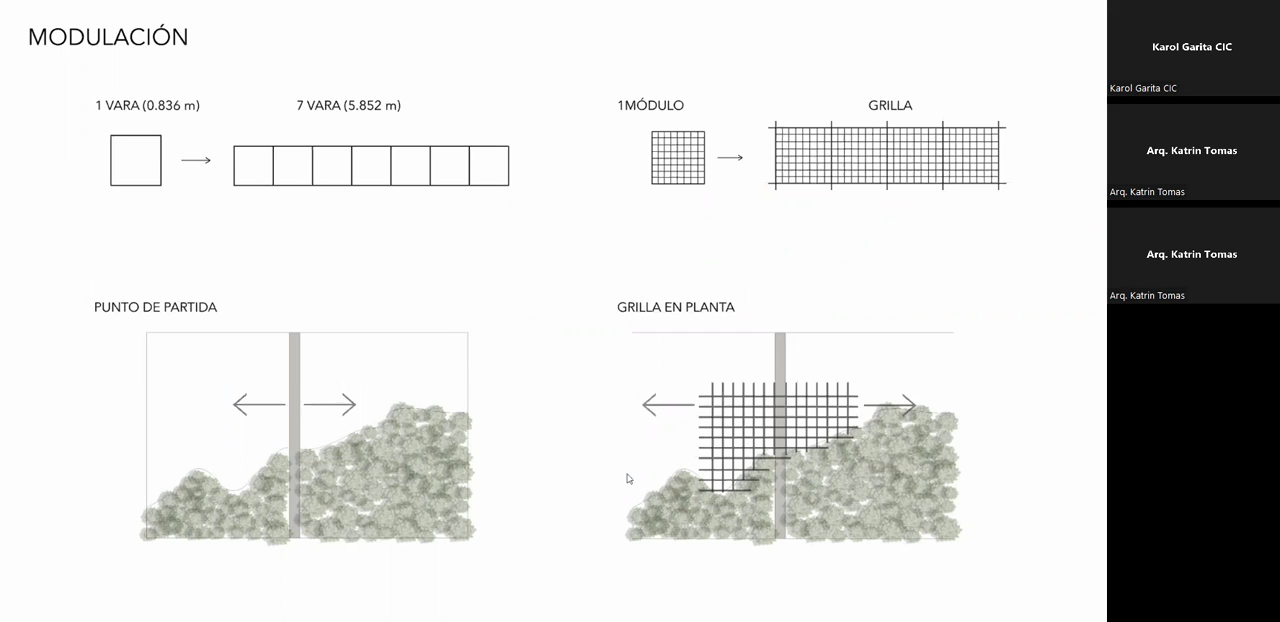 MODULACIÓN
1 VARA (0.836 m)
7 VARA (5.852 m)
1MÓDULO
GRILLA
PUNTO DE PARTIDA
GRILLA EN PLANTA
Karol Garita CIC
Karol Garita CIC
Arq. Katrin Tomas
Arq. Katrin Tomas
Arq. Katrin Tomas
Arq. Katrin Tomas